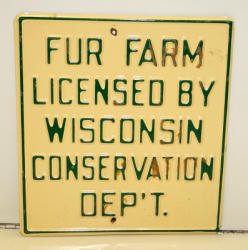 FUR FARM
LICENSED BY
WISCONSIN
CONSERVATION
DEP'T.